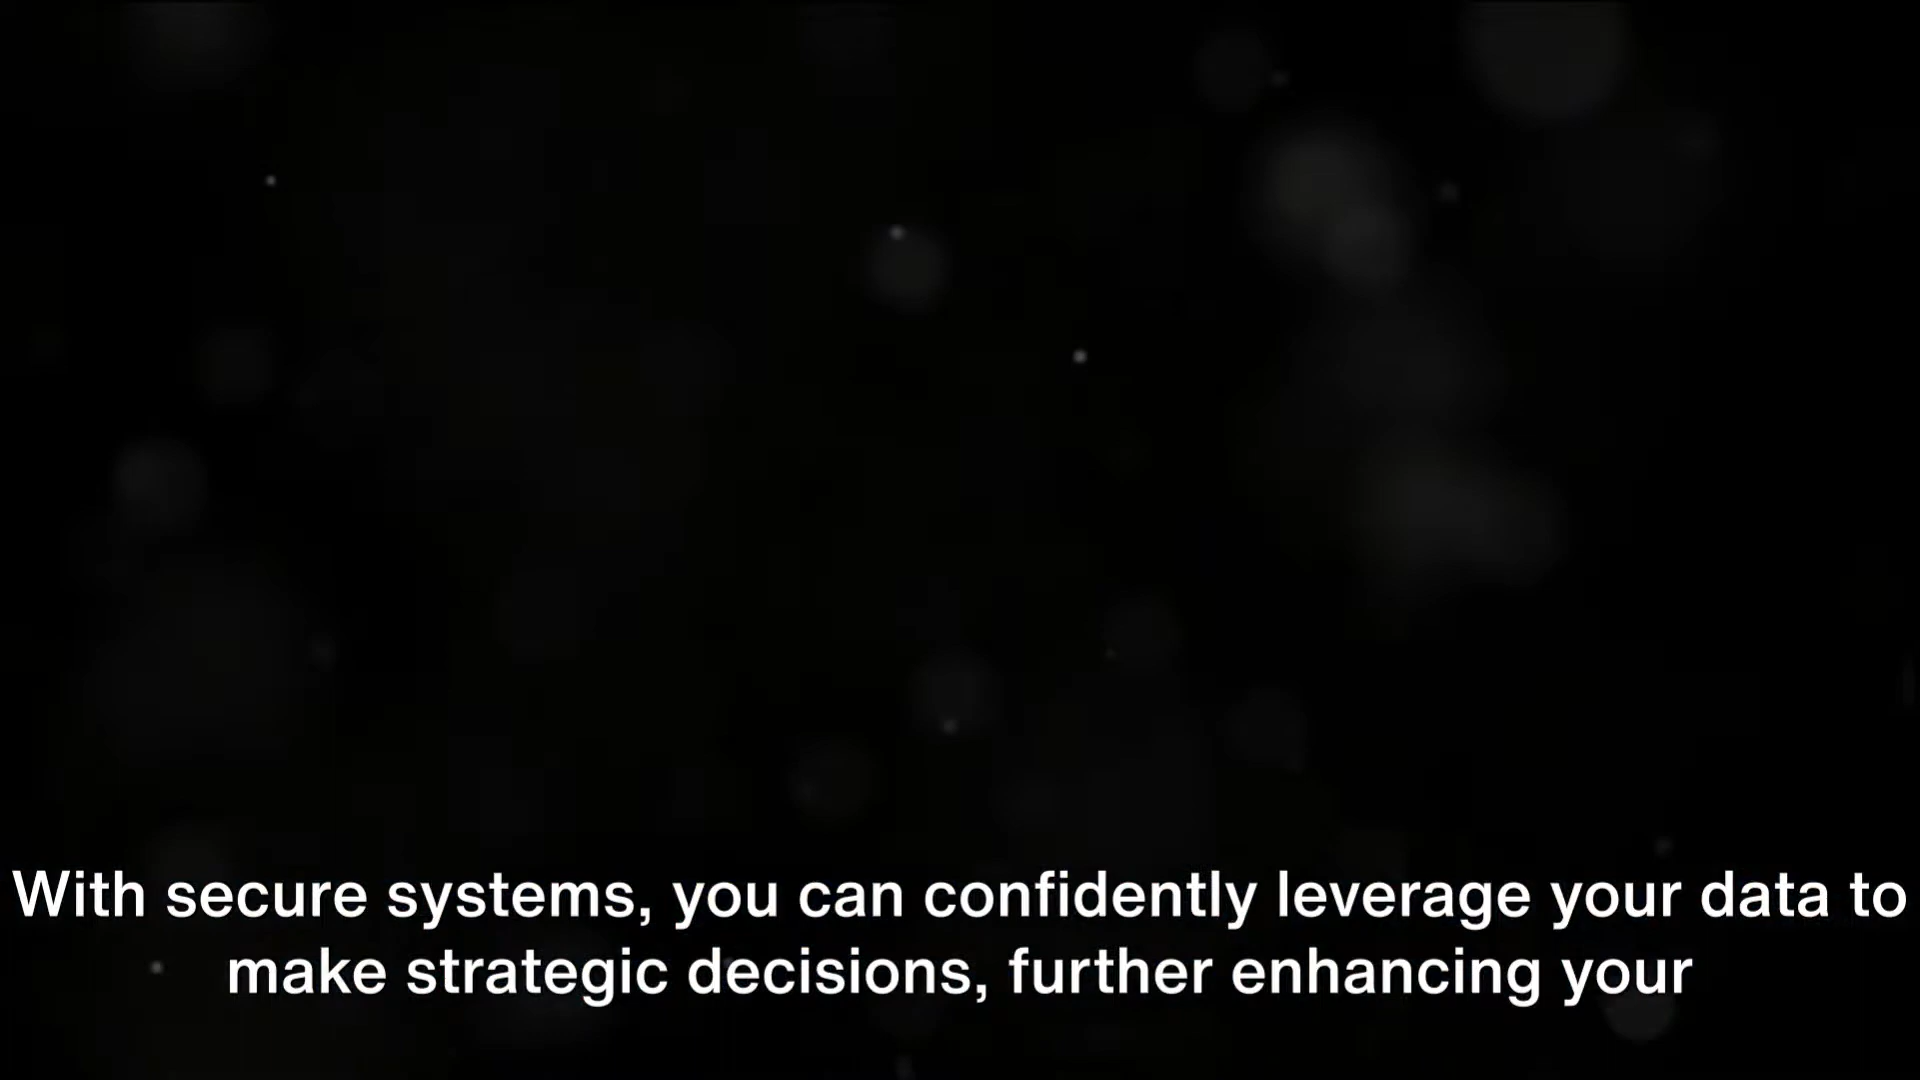 With secure systems, you can confidently leverage your data to
make strategic decisions, further enhancing your